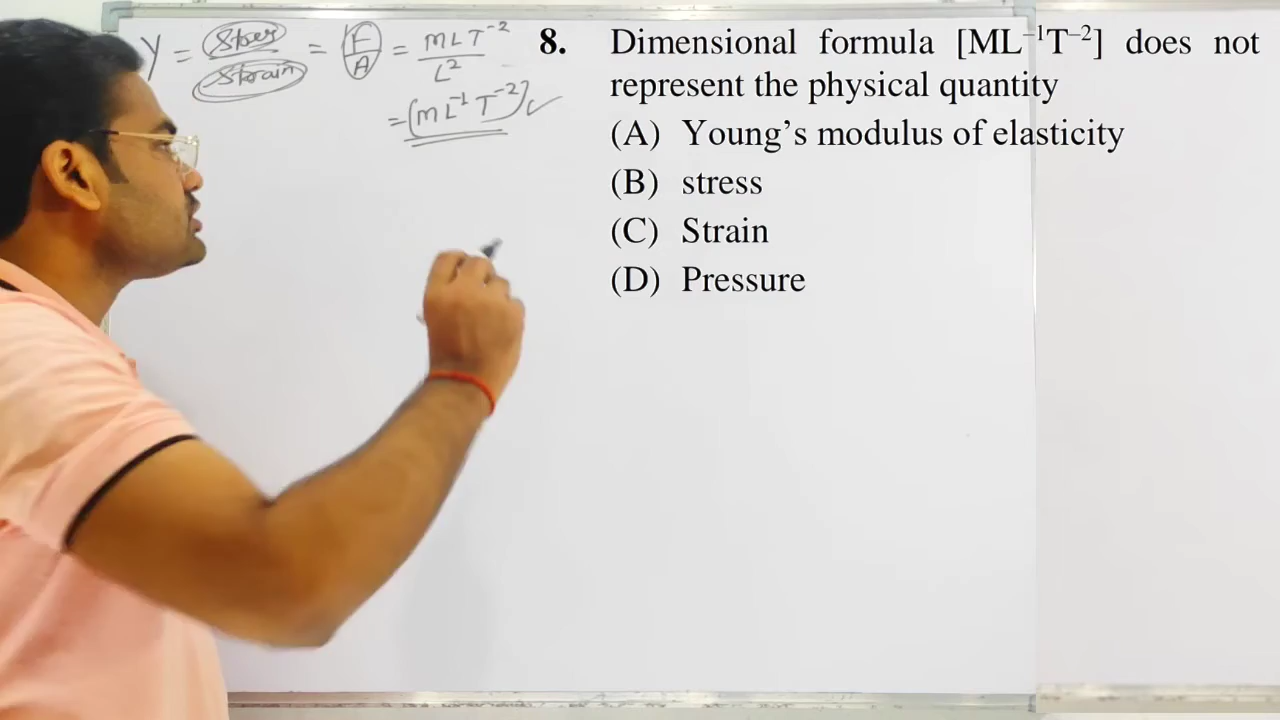 Y = Stress / Strain = F / A = MLT⁻² / L²
= [ML⁻¹T⁻²] ✓
8. Dimensional formula [ML⁻¹T⁻²] does not
represent the physical quantity
(A) Young's modulus of elasticity
(B) stress
(C) Strain
(D) Pressure